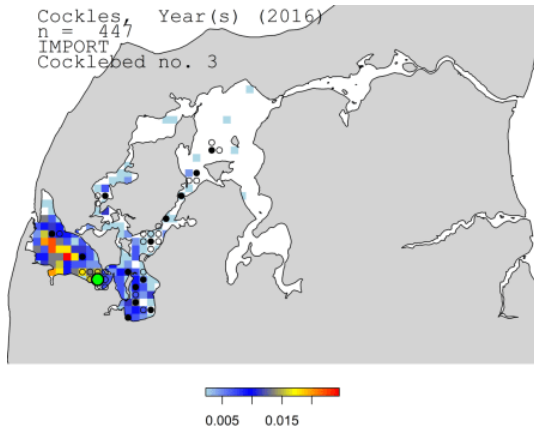 Cockles,  Year(s) (2016)
n =  447
IMPORT
Cocklebed no. 3
0.005 0.015